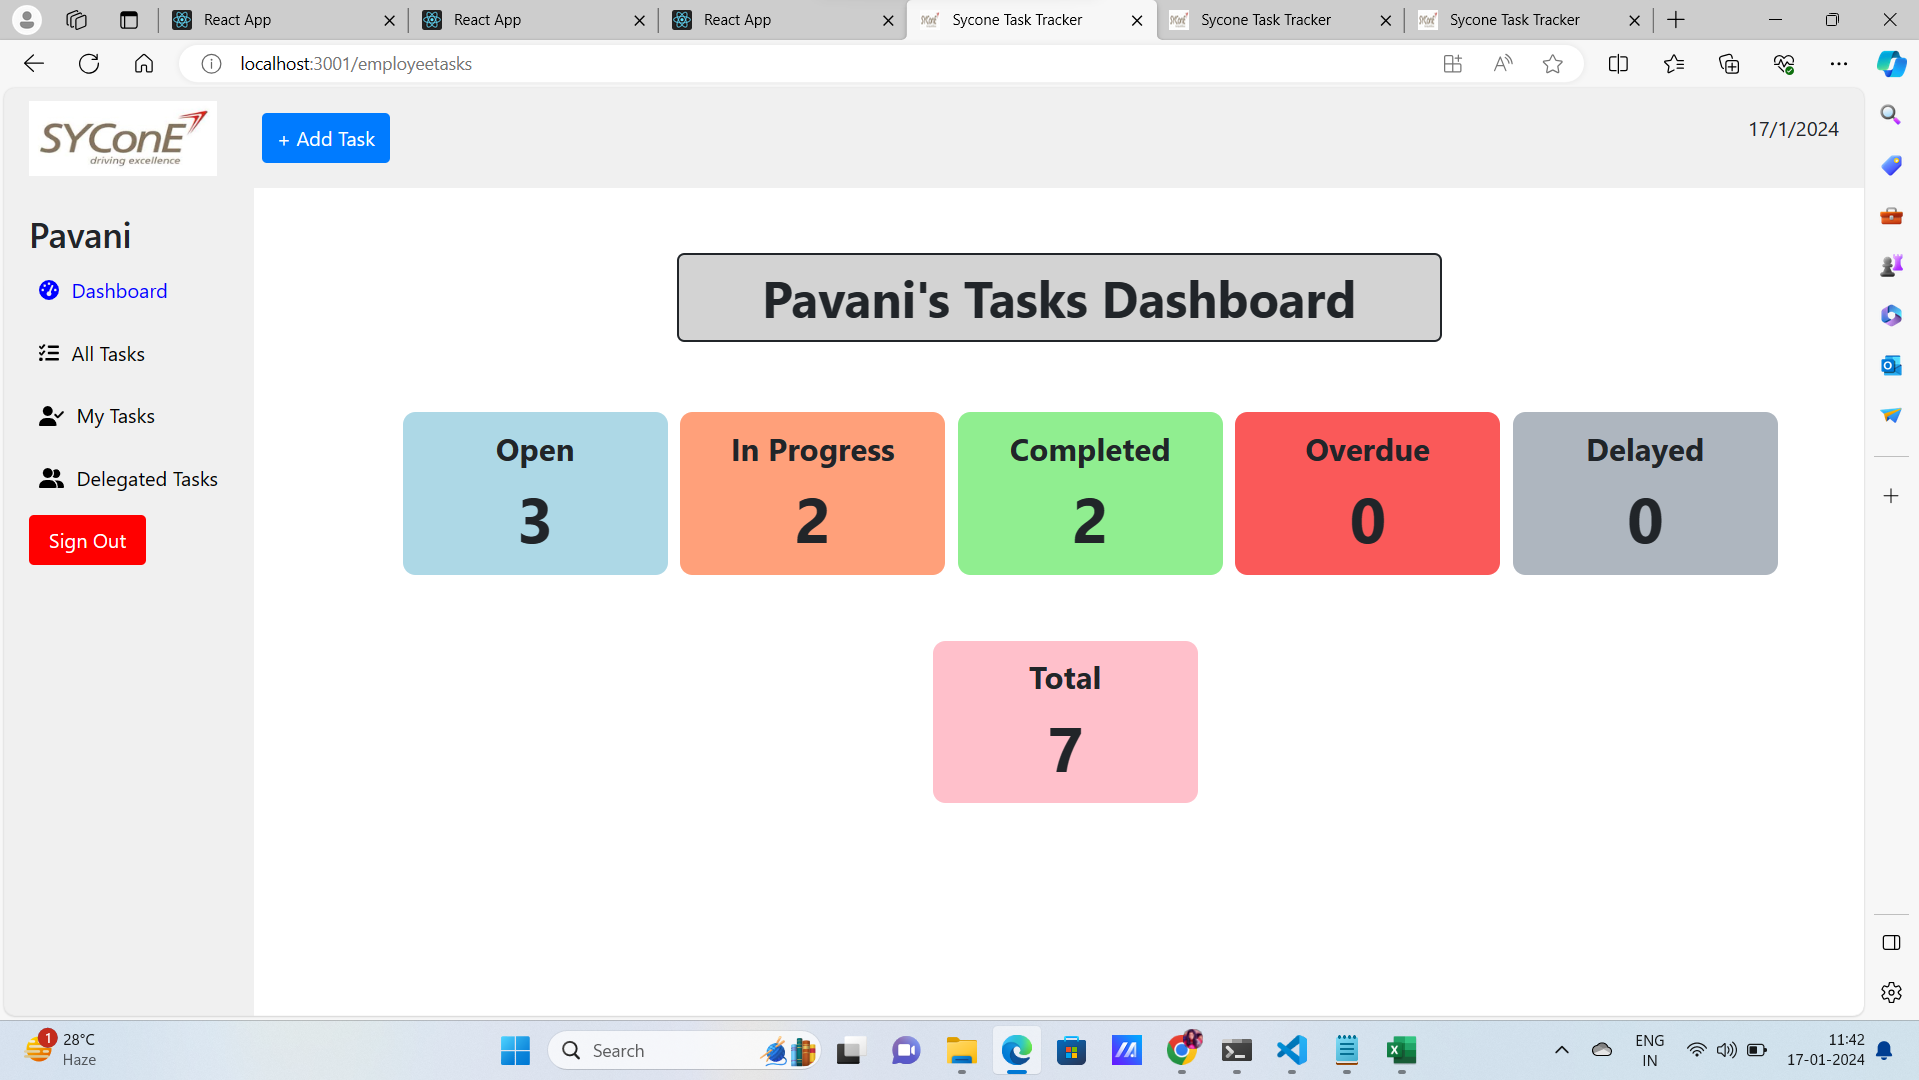 React App
React App
React App
Sycone Task Tracker
Sycone Task Tracker
Sycone Task Tracker
localhost:3001/employeetasks
SYConE
driving excellence
+ Add Task
17/1/2024
Pavani
Dashboard
All Tasks
My Tasks
Delegated Tasks
Sign Out
Pavani's Tasks Dashboard
Open
3
In Progress
2
Completed
2
Overdue
0
Delayed
0
Total
7
1
28°C
Haze
Search
ENG
IN
11:42
17-01-2024